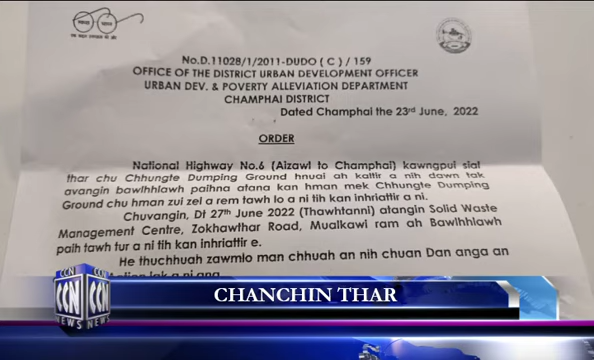 No.D.11028/1/2011-DUDO ( C ) / 159
OFFICE OF THE DISTRICT URBAN DEVELOPMENT OFFICER
URBAN DEV. & POVERTY ALLEVIATION DEPARTMENT
CHAMPHAI DISTRICT
Dated Champhai the 23rd June, 2022
ORDER
National Highway No.6 (Aizawl to Champhai) kawngpui sial
thar chu Chhungte Dumping Ground hnuai ah kaltir a nih dawn tak
avangin bawlhhlawh paihna atana kan hman mek Chhungte Dumping
Ground chu hman zui zel a rem tawh lo a ni tih kan inhriattir a ni.
Chuvangin, Dt 27th June 2022 (Thawhtanni) atangin Solid Waste
Management Centre, Zokhawthar Road, Mualkawi ram ah Bawlhhlawh
paih tawh tur a ni tih kan inhriattir e.
He thuchhuah zawmlo man chhuah an nih chuan Dan anga an
CCN CCN
CCN CCN
NEWS NEWS
CHANCHIN THAR